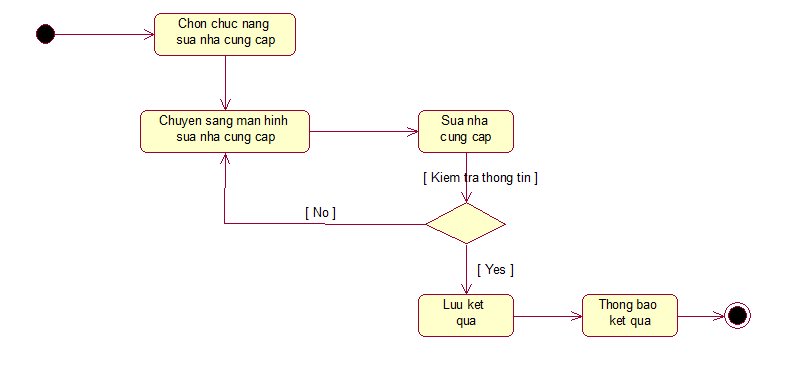 Chon chuc nang
sua nha cung cap
Chuyen sang man hinh
sua nha cung cap
Sua nha
cung cap
[ Kiem tra thong tin ]
[ No ]
[ Yes ]
Luu ket
qua
Thong bao
ket qua